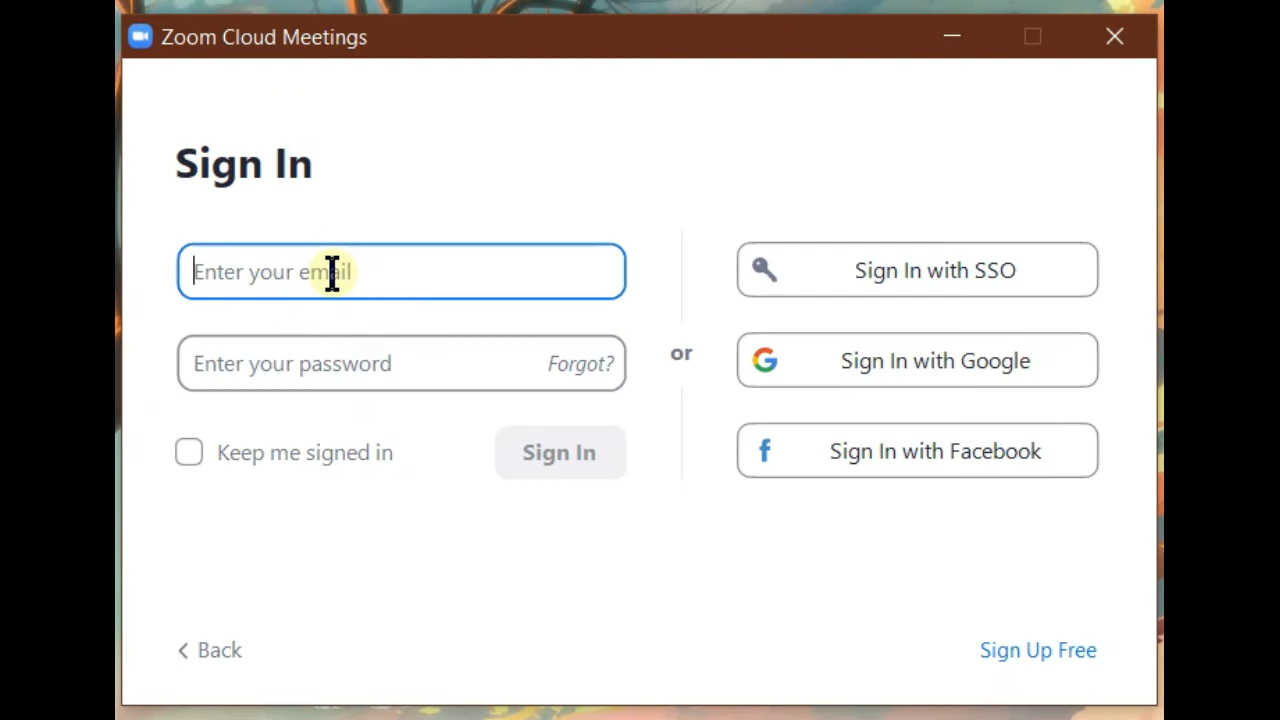 Zoom Cloud Meetings
Sign In
Enter your email
Enter your password Forgot?
Keep me signed in Sign In
or
Sign In with SSO
Sign In with Google
Sign In with Facebook
Back
Sign Up Free